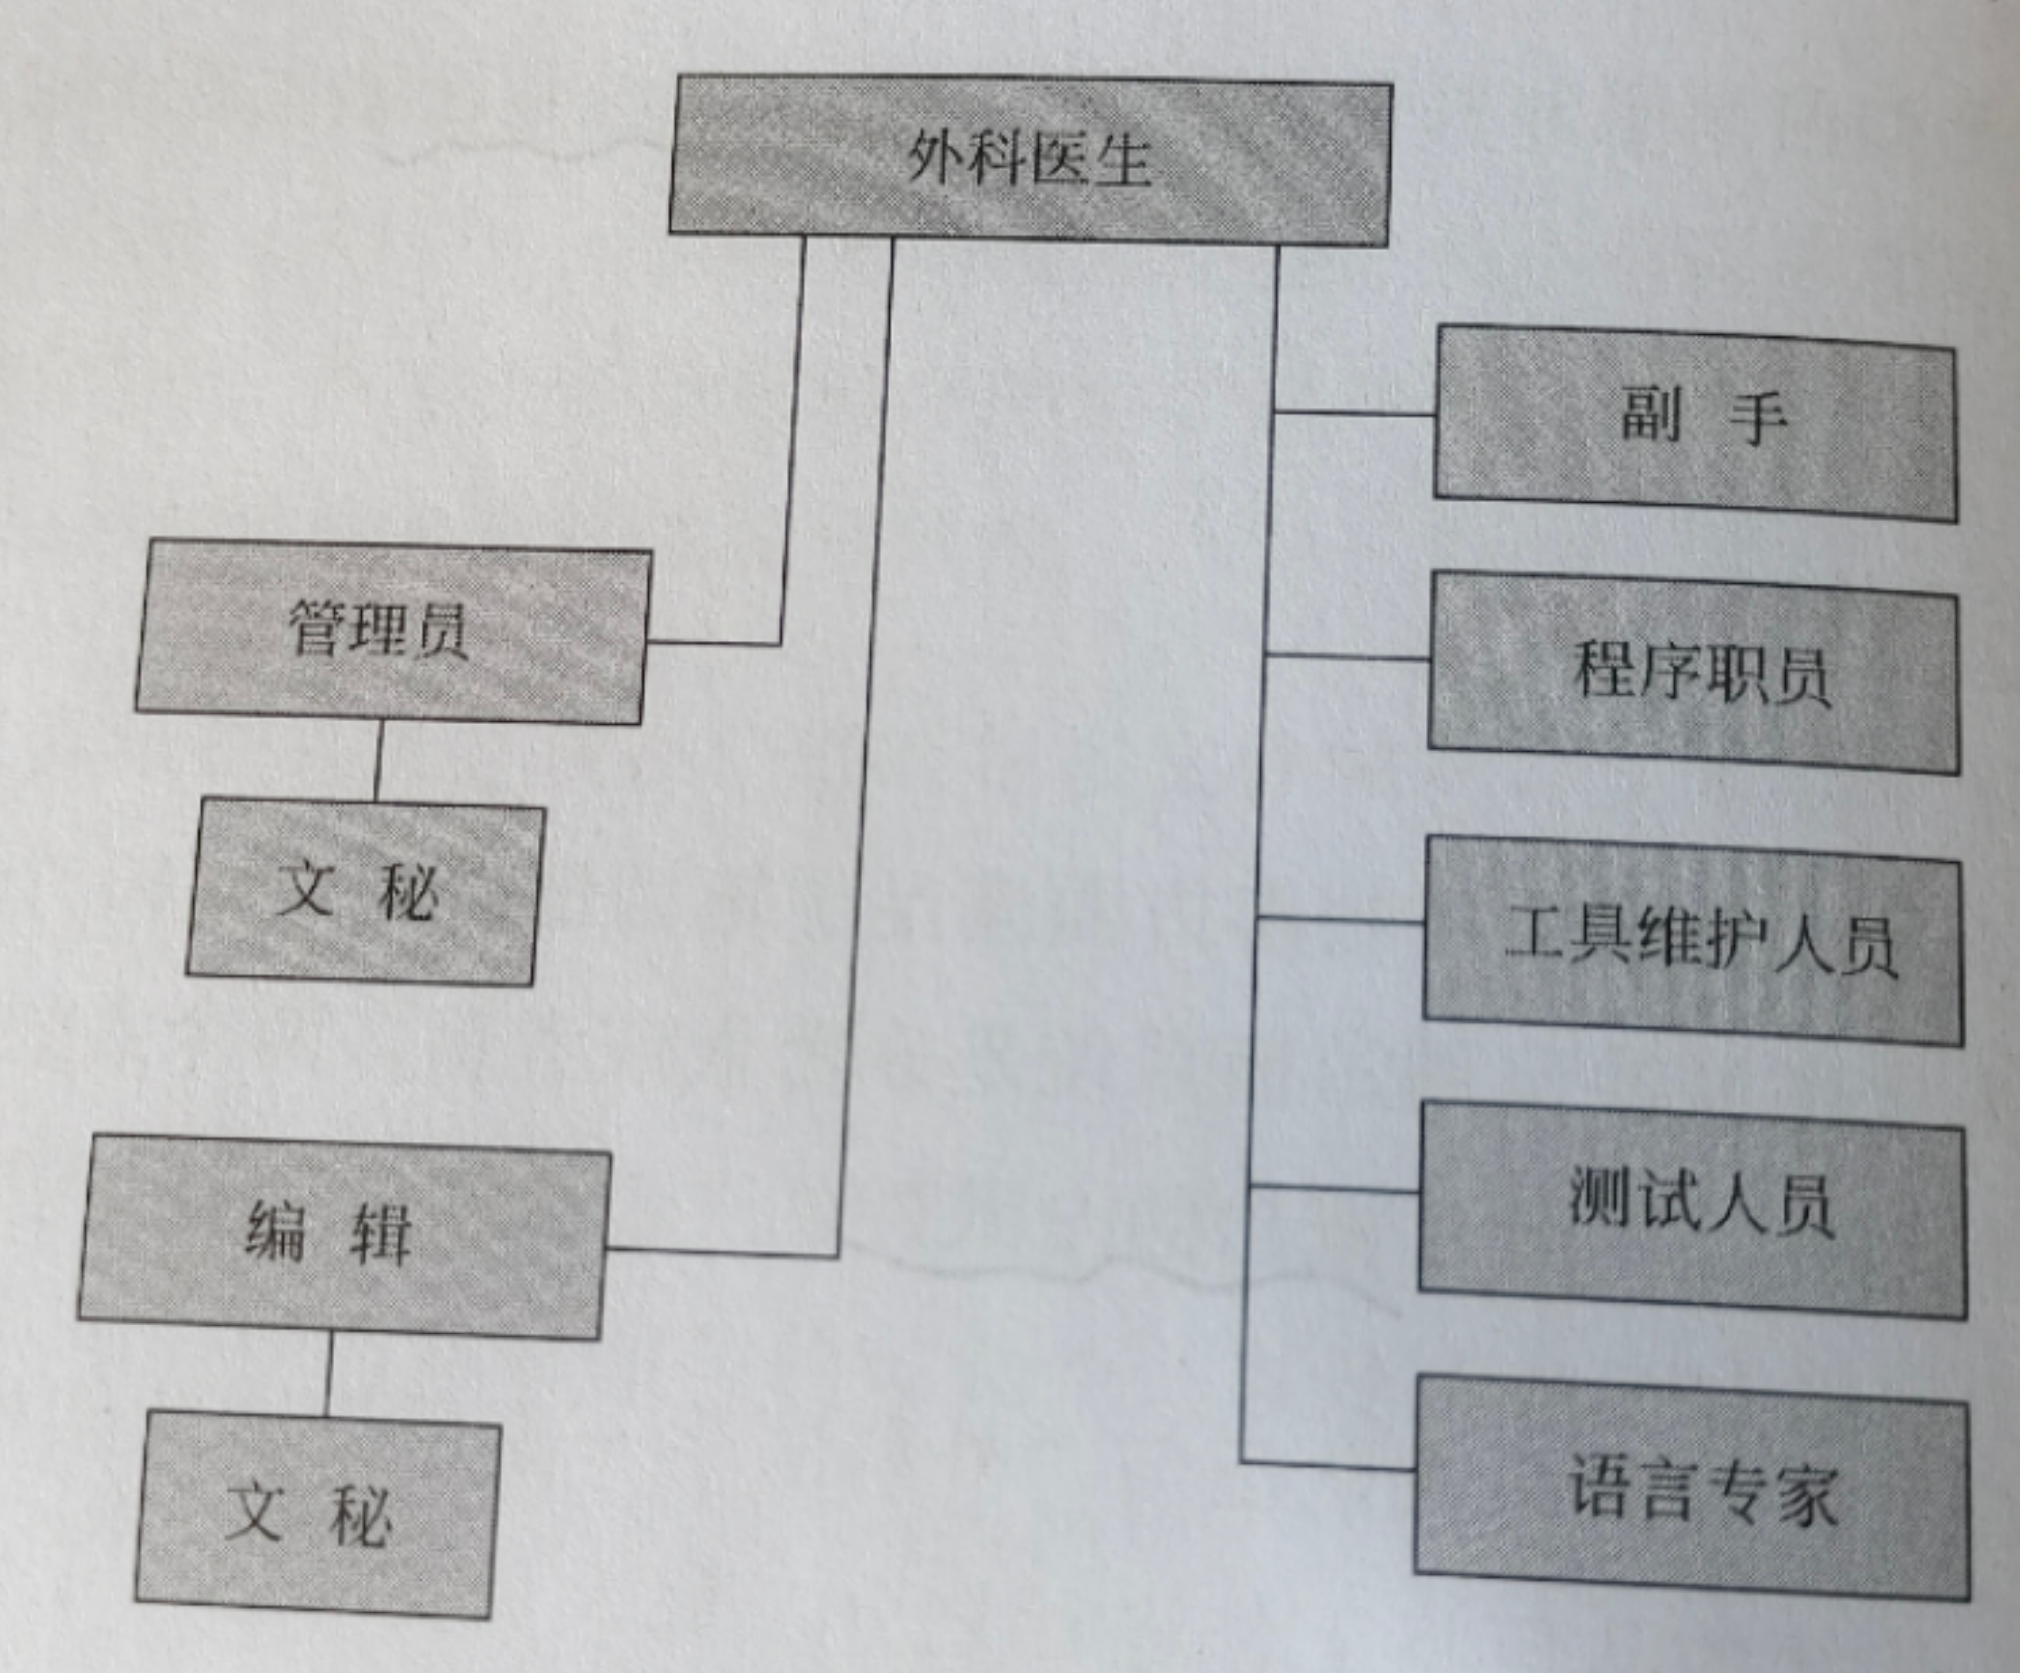 外科医生
副 手
管理员
程序职员
文 秘
工具维护人员
编 辑
测试人员
文 秘
语言专家